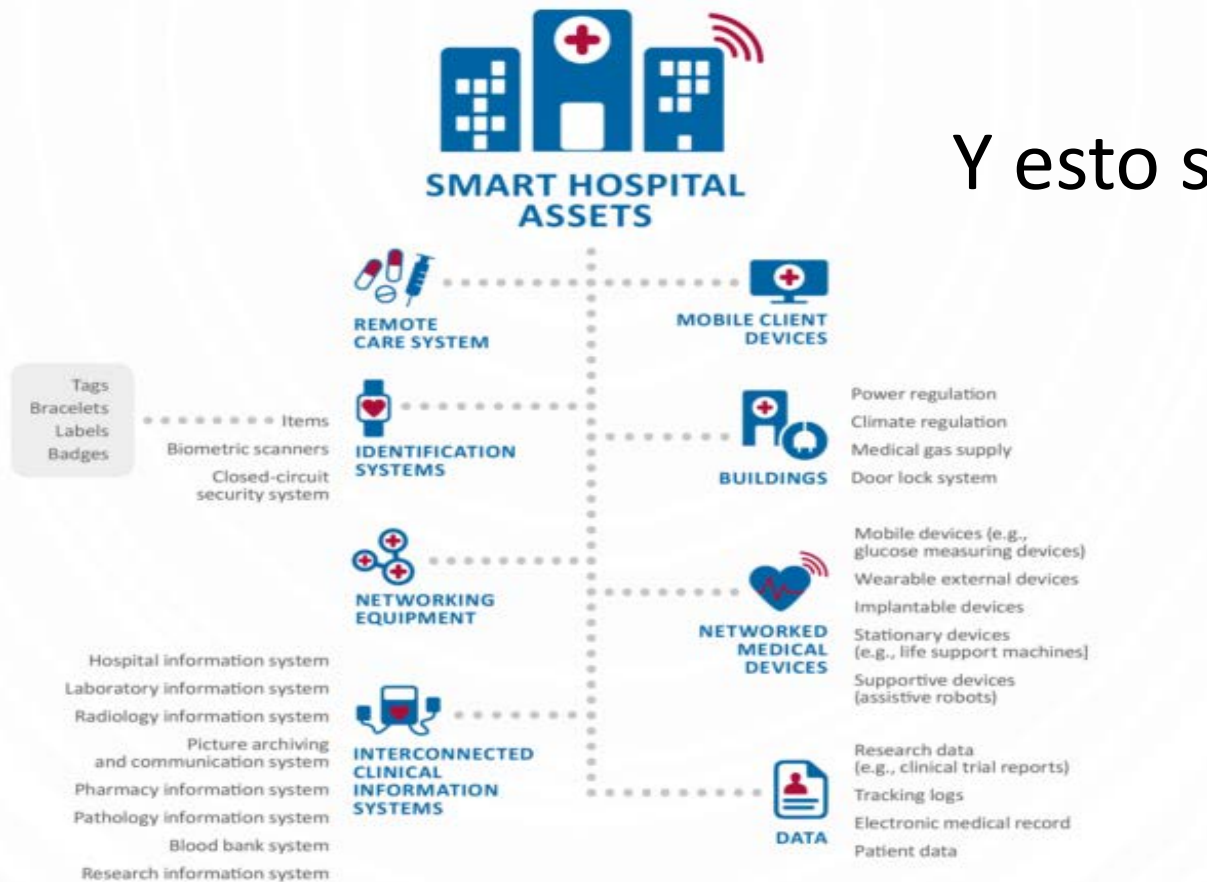 SMART HOSPITAL
ASSETS
Y esto s
REMOTE
CARE SYSTEM
MOBILE CLIENT
DEVICES
Tags
Bracelets
Labels
Badges
Items
Biometric scanners
Closed-circuit
security system
IDENTIFICATION
SYSTEMS
BUILDINGS
Power regulation
Climate regulation
Medical gas supply
Door lock system
NETWORKING
EQUIPMENT
NETWORKED
MEDICAL
DEVICES
Mobile devices (e.g.,
glucose measuring devices)
Wearable external devices
Implantable devices
Stationary devices
(e.g., life support machines]
Supportive devices
(assistive robots)
Hospital information system
Laboratory information system
Radiology information system
Picture archiving
and communication system
Pharmacy information system
Pathology information system
Blood bank system
Research information system
INTERCONNECTED
CLINICAL
INFORMATION
SYSTEMS
DATA
Research data
(e.g., clinical trial reports)
Tracking logs
Electronic medical record
Patient data